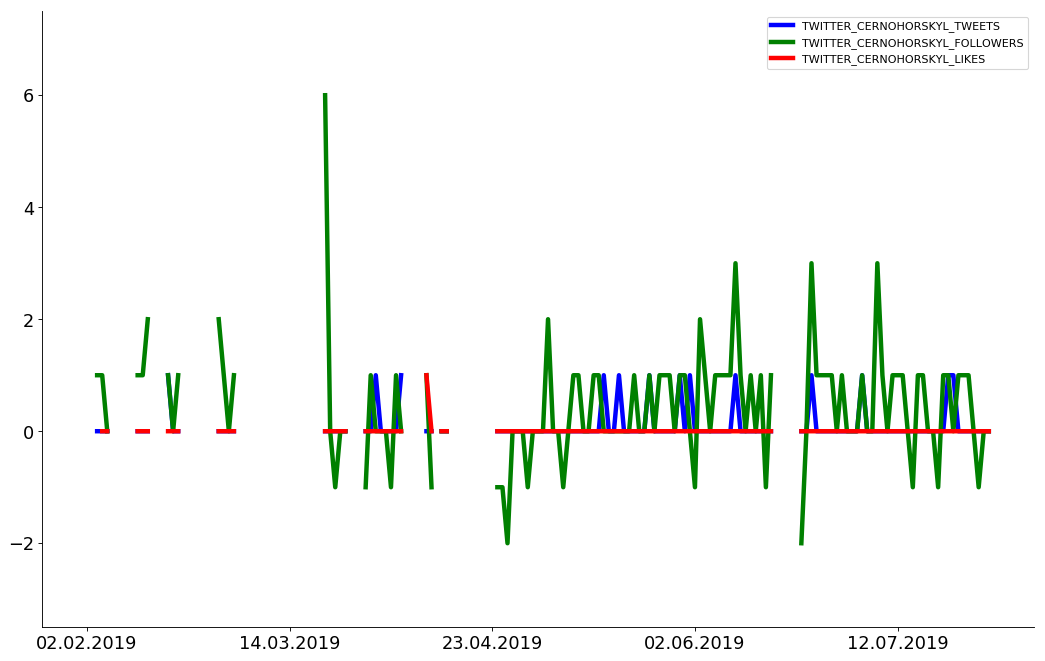 TWITTER_CERNOHORSKYL_TWEETS
TWITTER_CERNOHORSKYL_FOLLOWERS
TWITTER_CERNOHORSKYL_LIKES
6
4
2
0
−2
02.02.2019 14.03.2019 23.04.2019 02.06.2019 12.07.2019